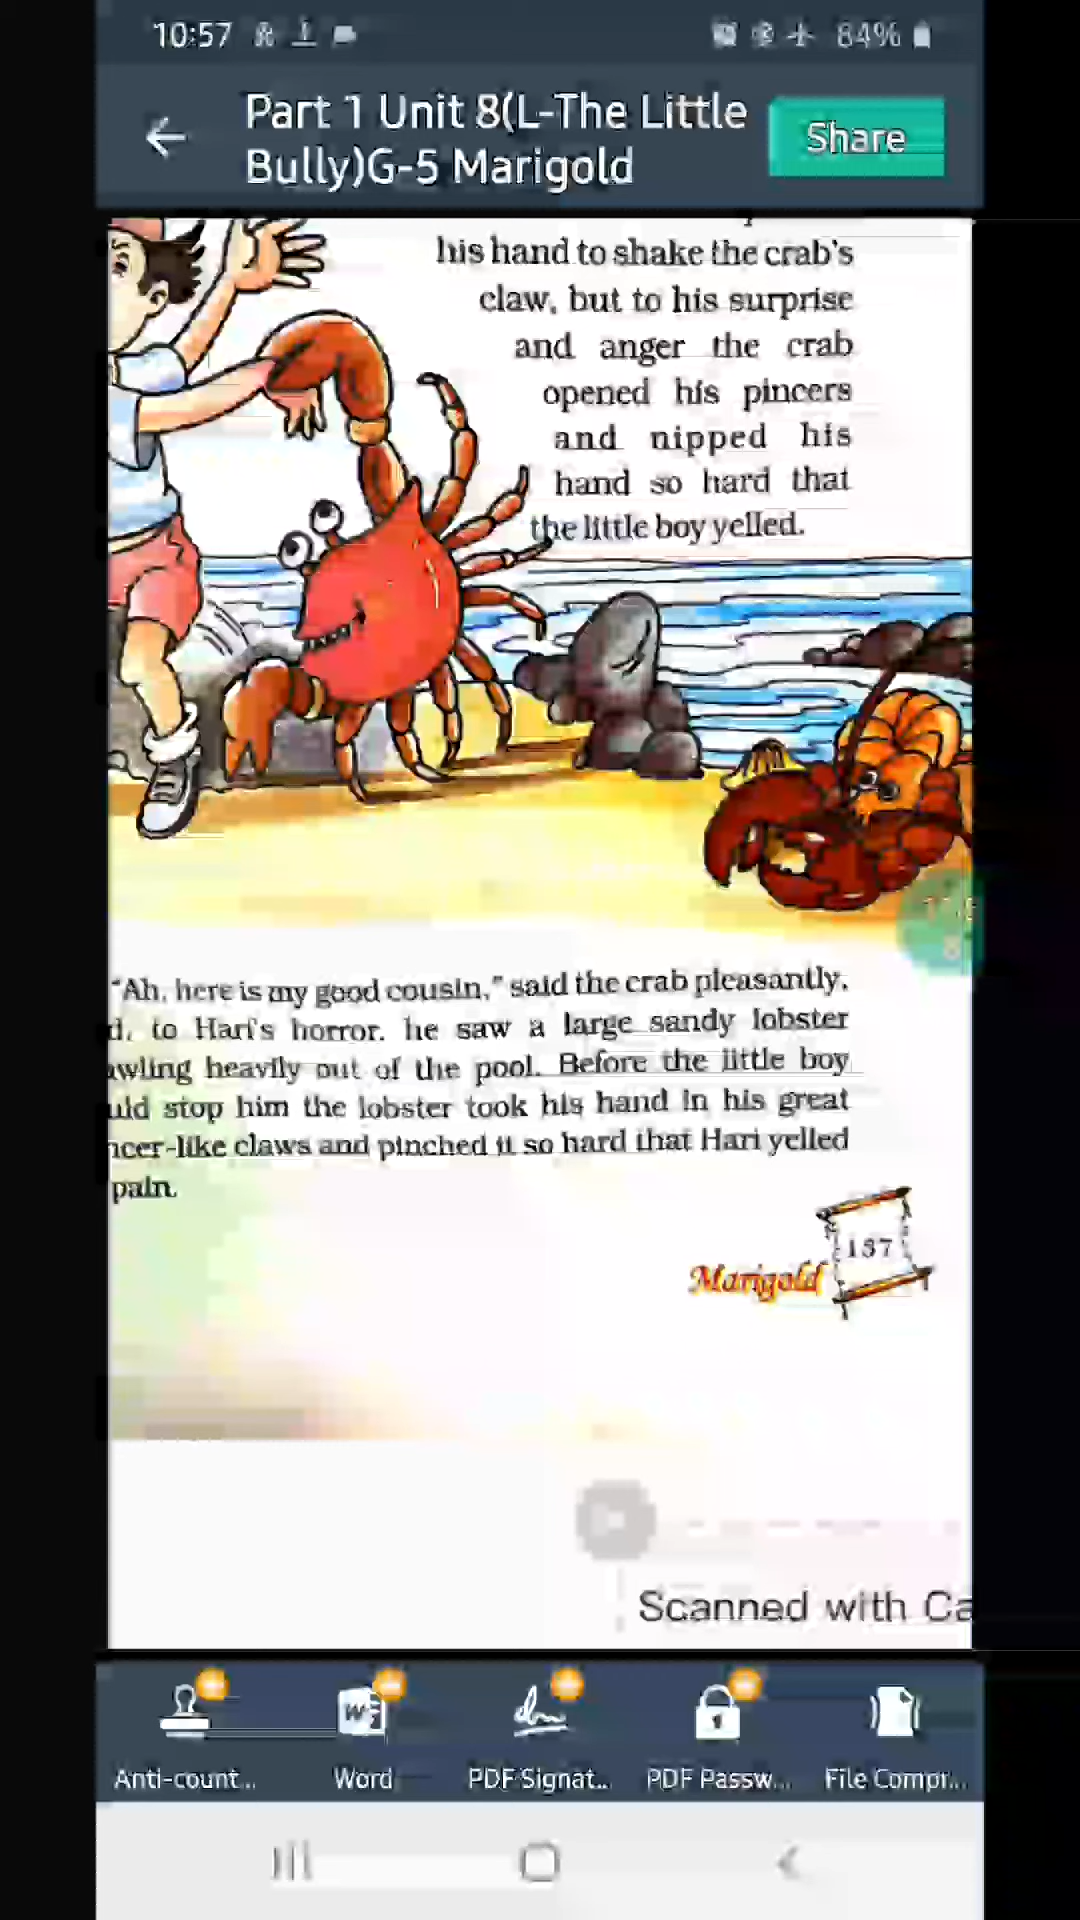 10:57
84%
Part 1 Unit 8(L-The Little
Bully)G-5 Marigold
Share
his hand to shake the crab's
claw, but to his surprise
and anger the crab
opened his pincers
and nipped his
hand so hard that
the little boy yelled.
"Ah, here is my good cousin," said the crab pleasantly.
d, to Hari's horror, he saw a large sandy lobster
awling heavily out of the pool. Before the little boy
uld stop him the lobster took his hand in his great
ncer-like claws and pinched it so hard that Hari yelled
pain.
137
Marigold
Scanned with Ca
Anti-count...
Word
PDF Signat...
PDF Passw...
File Compr...